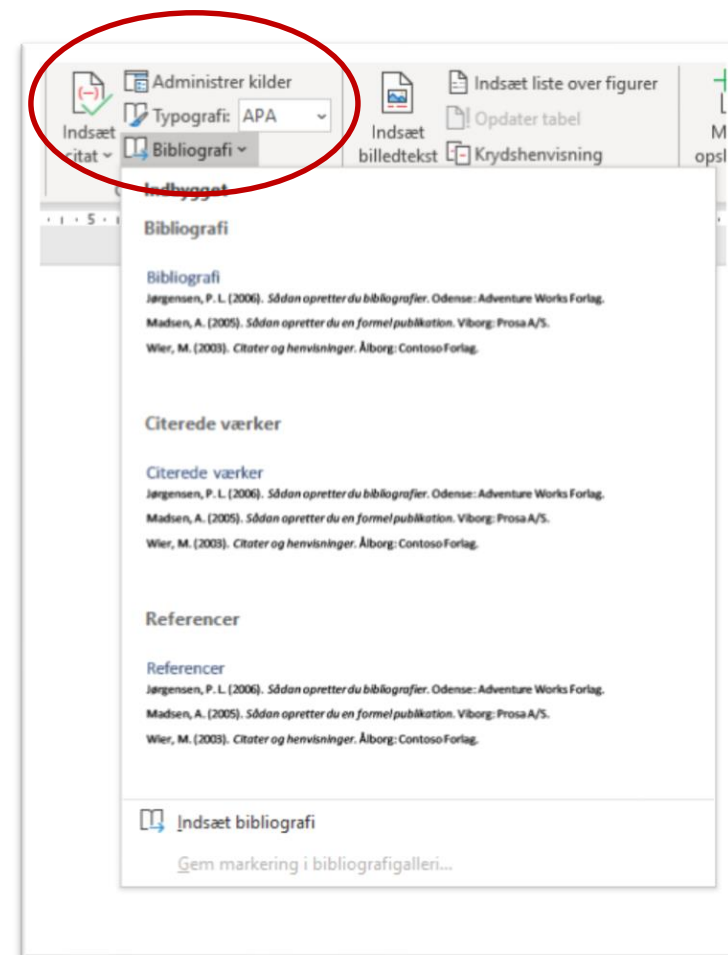 Administrer kilder
Typografi: APA
Bibliografi
Indsæt
citat
Indsæt
billedtekst
Indsæt liste over figurer
Opdater tabel
Krydshenvisning
M
opsl
5
Indbygget
Bibliografi
Bibliografi
Jørgensen, P. L. (2006). Sådan opretter du bibliografier. Odense: Adventure Works Forlag.
Madsen, A. (2005). Sådan opretter du en formel publikation. Viborg: Prosa A/S.
Wier, M. (2003). Citater og henvisninger. Ålborg: Contoso Forlag.
Citerede værker
Citerede værker
Jørgensen, P. L. (2006). Sådan opretter du bibliografier. Odense: Adventure Works Forlag.
Madsen, A. (2005). Sådan opretter du en formel publikation. Viborg: Prosa A/S.
Wier, M. (2003). Citater og henvisninger. Ålborg: Contoso Forlag.
Referencer
Referencer
Jørgensen, P. L. (2006). Sådan opretter du bibliografier. Odense: Adventure Works Forlag.
Madsen, A. (2005). Sådan opretter du en formel publikation. Viborg: Prosa A/S.
Wier, M. (2003). Citater og henvisninger. Ålborg: Contoso Forlag.
Indsæt bibliografi
Gem markering i bibliografigalleri...